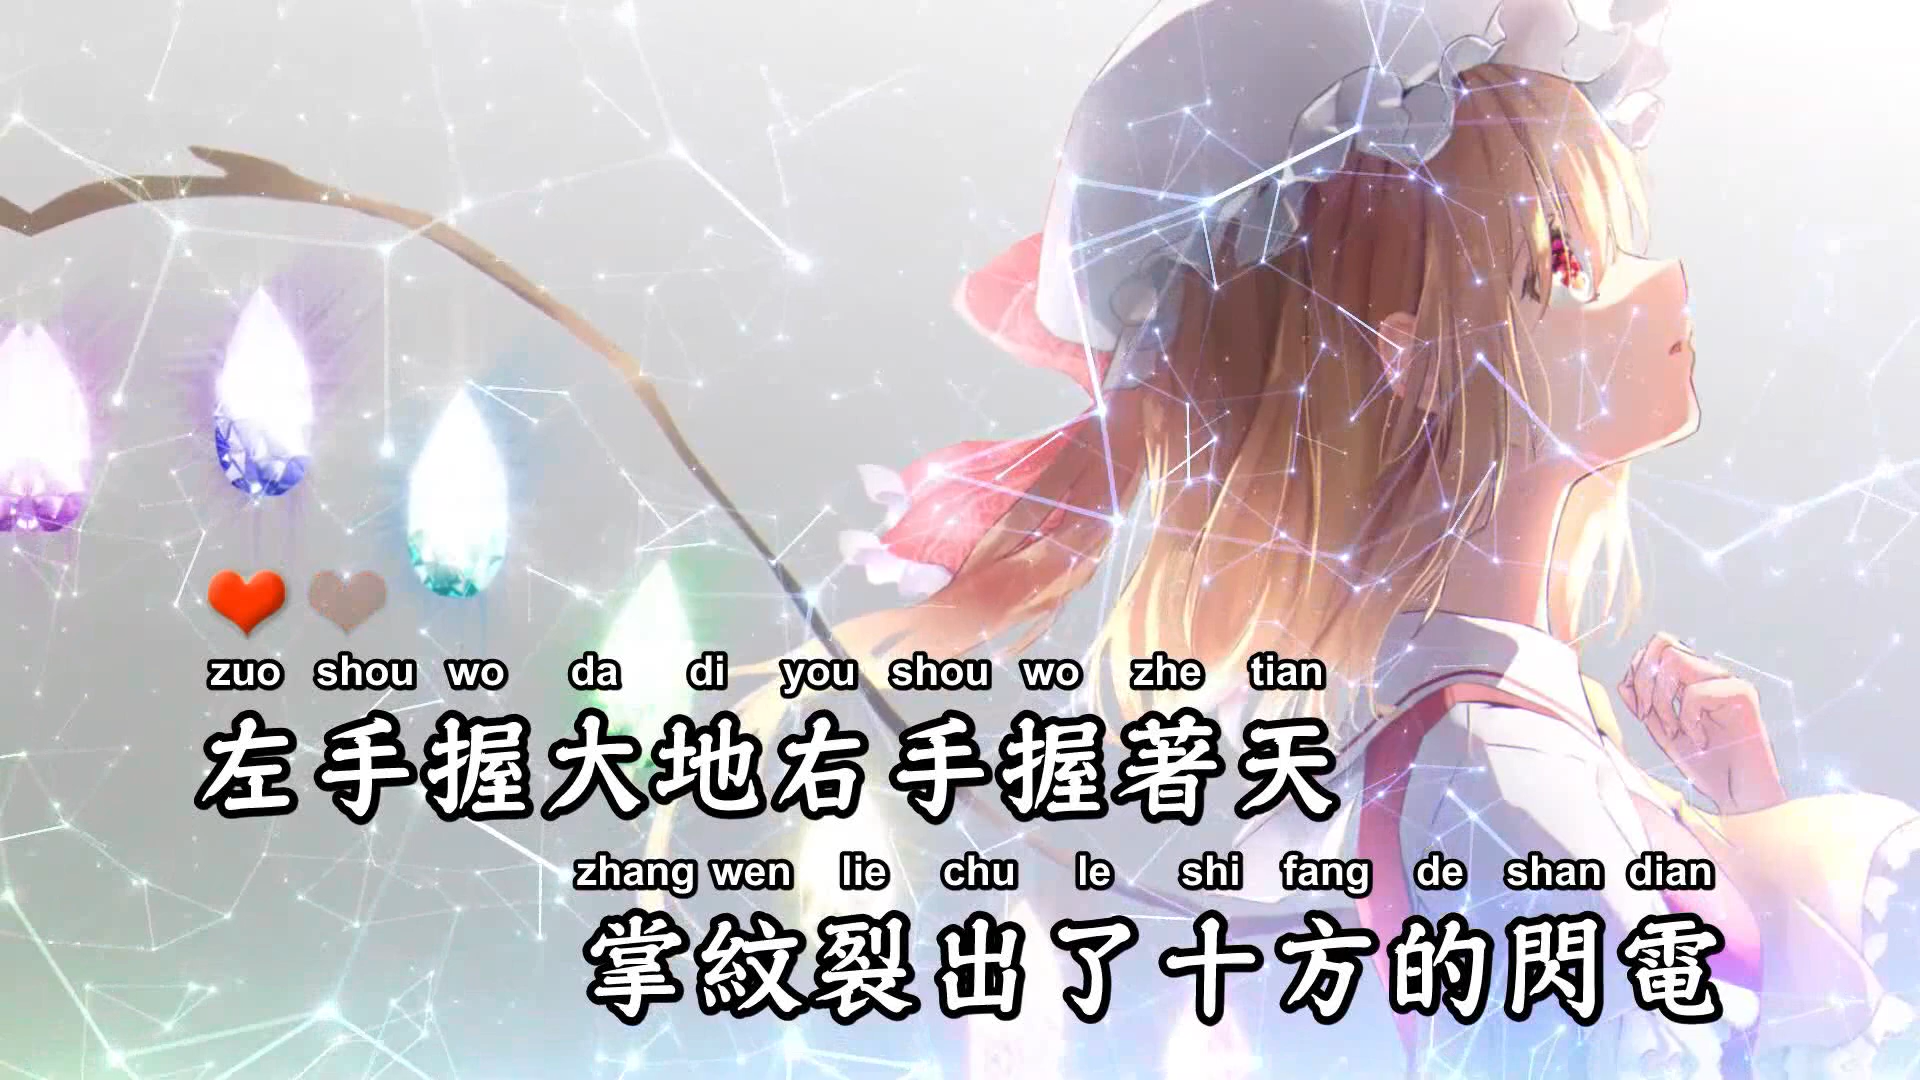 zuo shou wo da di you shou wo zhe tian
左手握大地右手握著天
zhang wen lie chu le shi fang de shan dian
掌紋裂出了十方的閃電